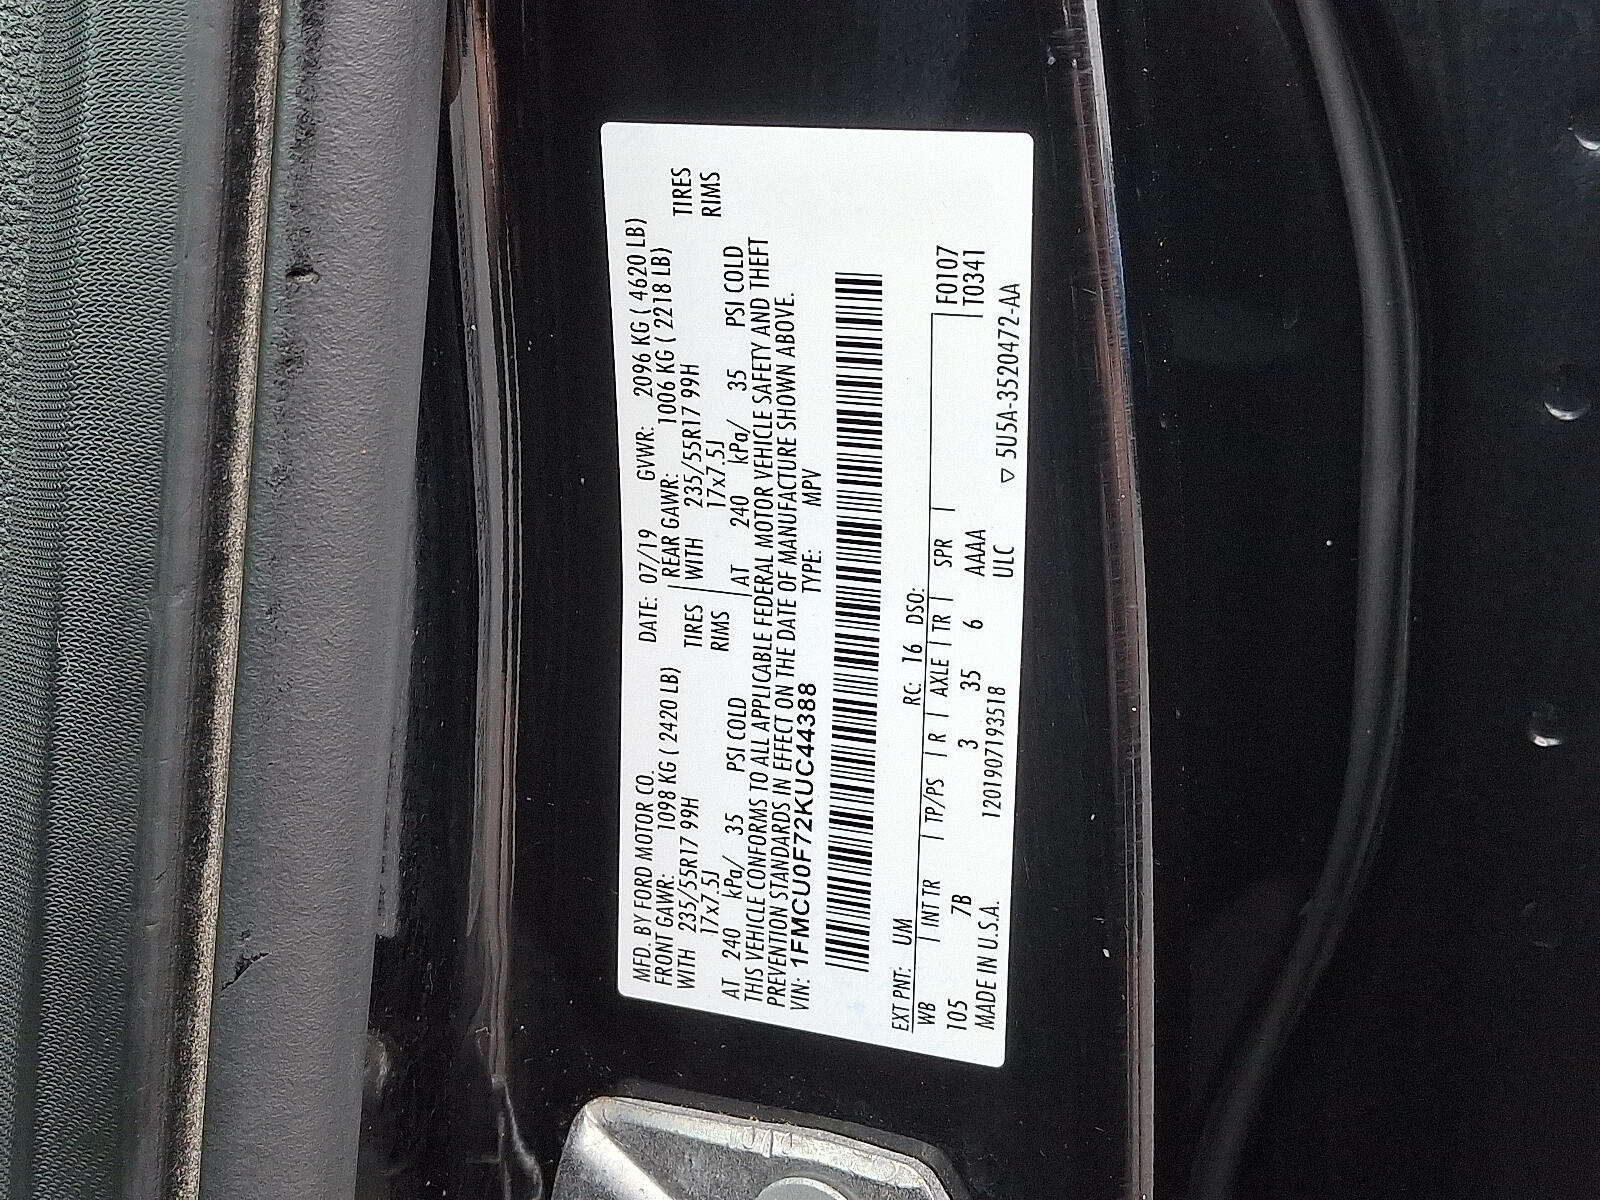 MFD. BY FORD MOTOR CO. DATE: 07/19 GVWR: 2096 KG ( 4620 LB)
FRONT GAWR: 1098 KG ( 2420 LB) REAR GAWR: 1006 KG ( 2218 LB)
WITH 235/55R17 99H TIRES WITH 235/55R17 99H TIRES
17x7.5J RIMS 17x7.5J RIMS
AT 240 kPa/ 35 PSI COLD AT 240 kPa/ 35 PSI COLD
THIS VEHICLE CONFORMS TO ALL APPLICABLE FEDERAL MOTOR VEHICLE SAFETY AND THEFT
PREVENTION STANDARDS IN EFFECT ON THE DATE OF MANUFACTURE SHOWN ABOVE.
VIN: 1FMCU0F72KUC44388 TYPE: MPV
EXT PNT: UM RC: 16 DSO:
WB INT TR TP/PS R AXLE TR SPR F0107
105 7B 3 35 6 AAAA T0341
MADE IN U.S.A. 1201907193518 ULC ▽ 5U5A-3520472-AA